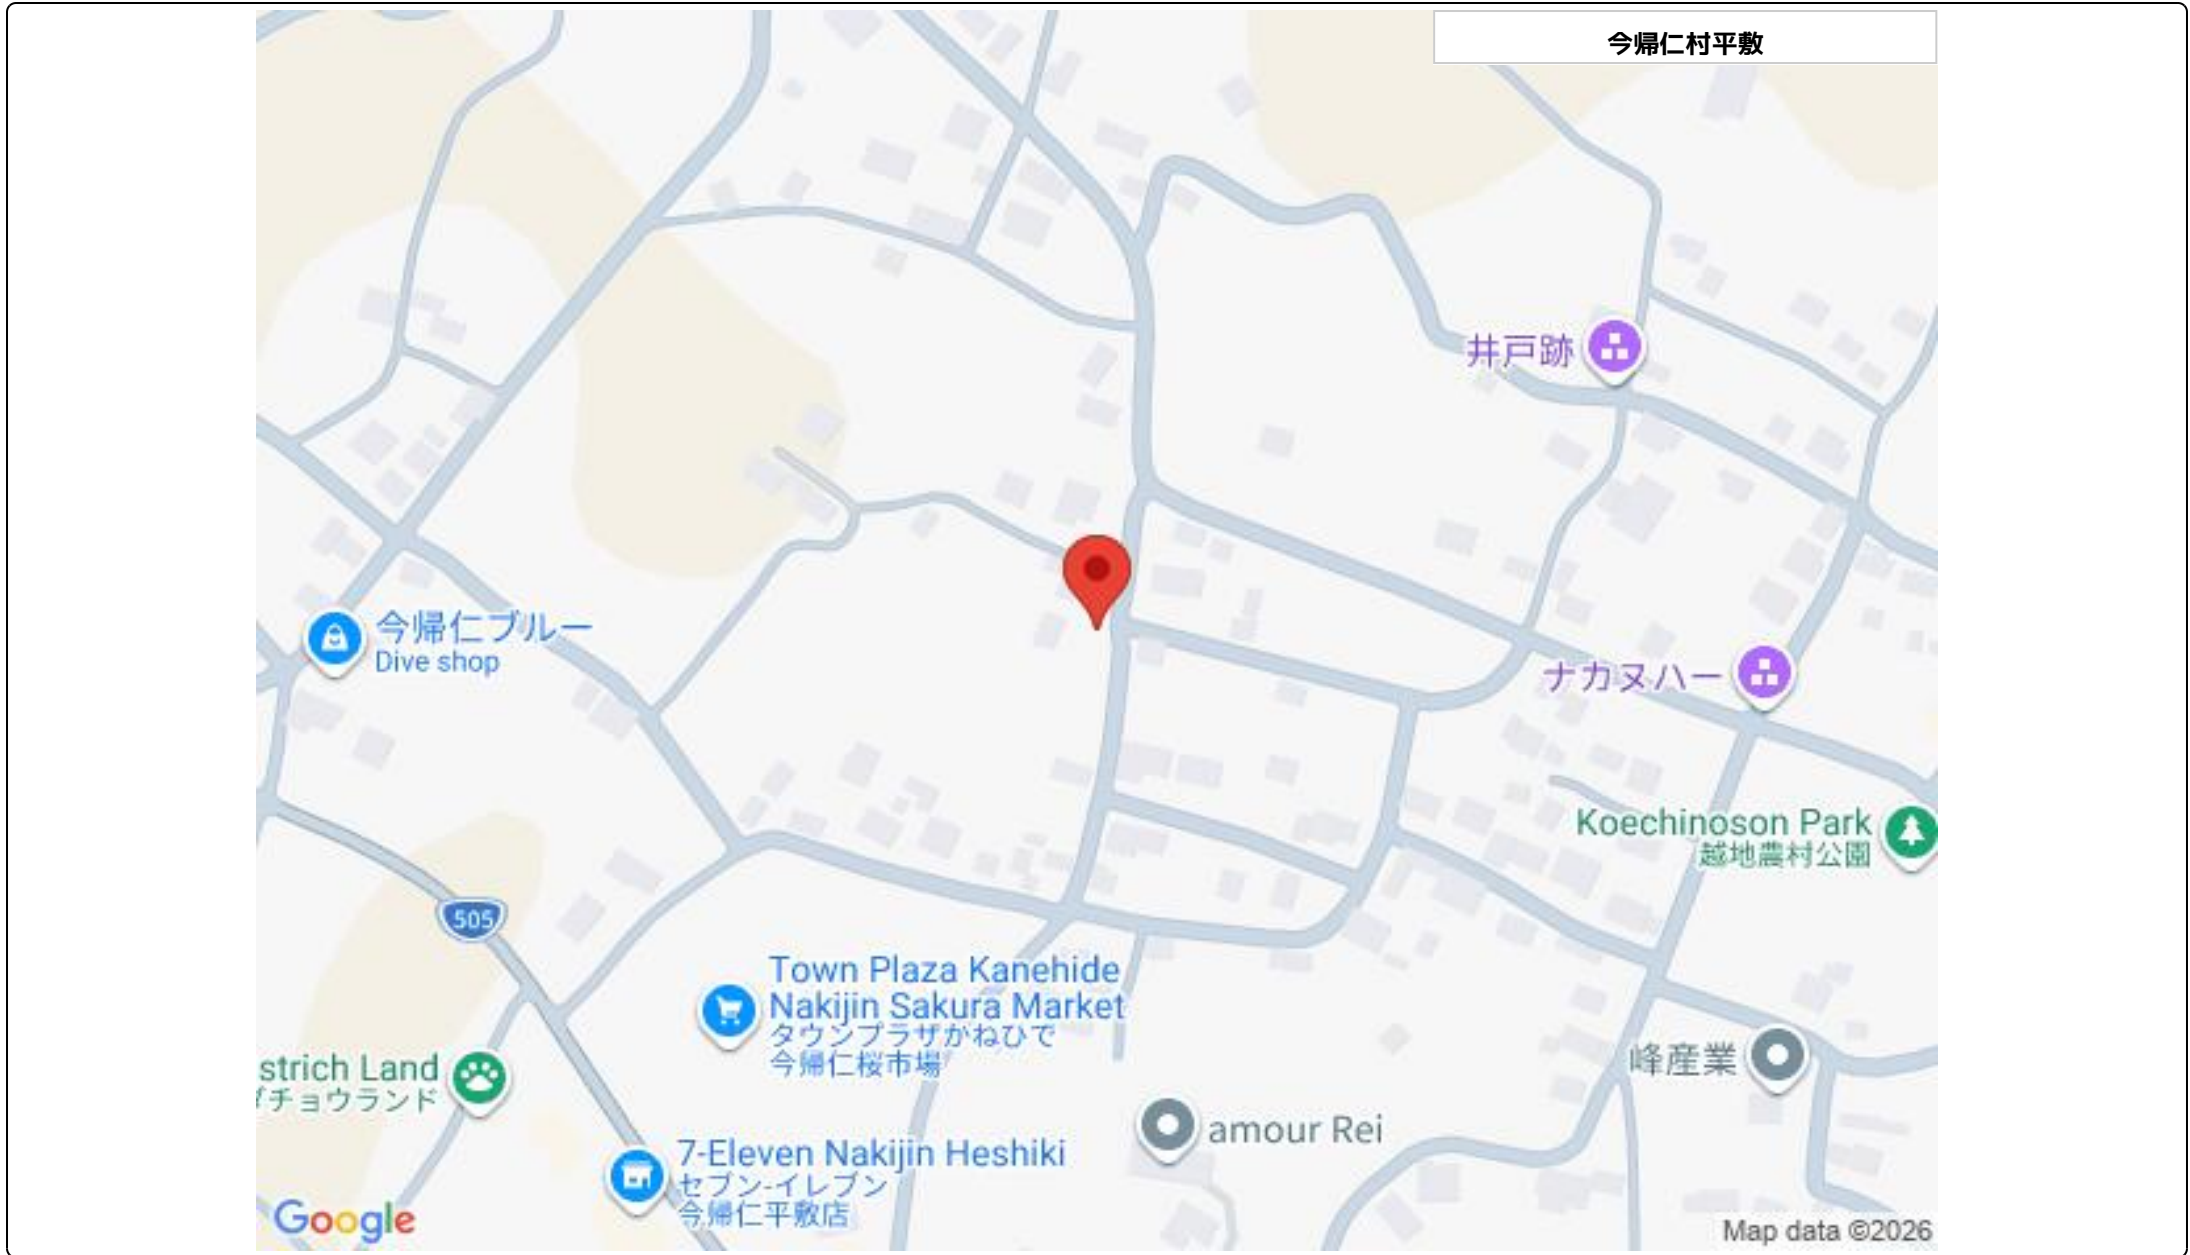 今帰仁村平敷
井戸跡
今帰仁ブルー
Dive shop
ナカヌハー
Koechinoson Park
越地農村公園
505
Town Plaza Kanehide
Nakijin Sakura Market
タウンプラザかねひで
今帰仁桜市場
strich Land
ダチョウランド
峰産業
amour Rei
7-Eleven Nakijin Heshiki
セブン-イレブン
今帰仁平敷店
Google
Map data ©2026